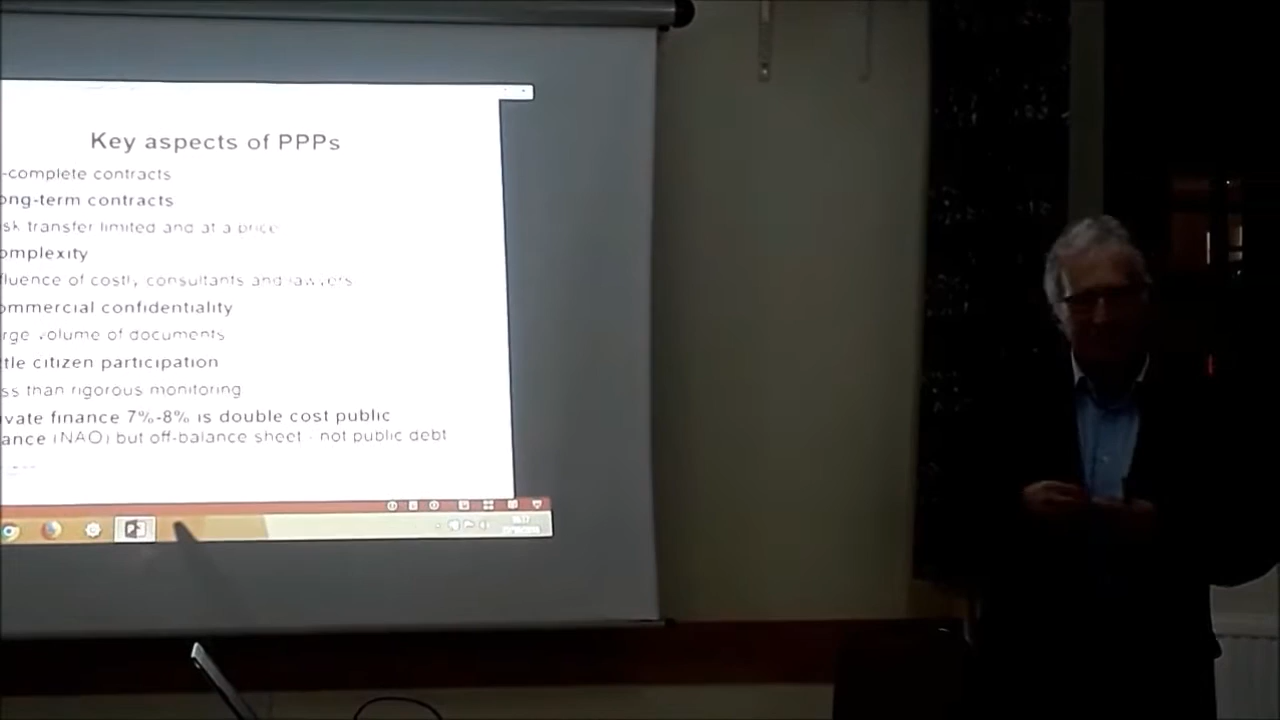 Key aspects of PPPs
-complete contracts
ong-term contracts
sk transfer limited and at a price
omplexity
fluence of costly consultants and lawyers
ommercial confidentiality
rge volume of documents
tle citizen participation
ss than rigorous monitoring
ivate finance 7%-8% is double cost public
ance (NAO) but off-balance sheet - not public debt